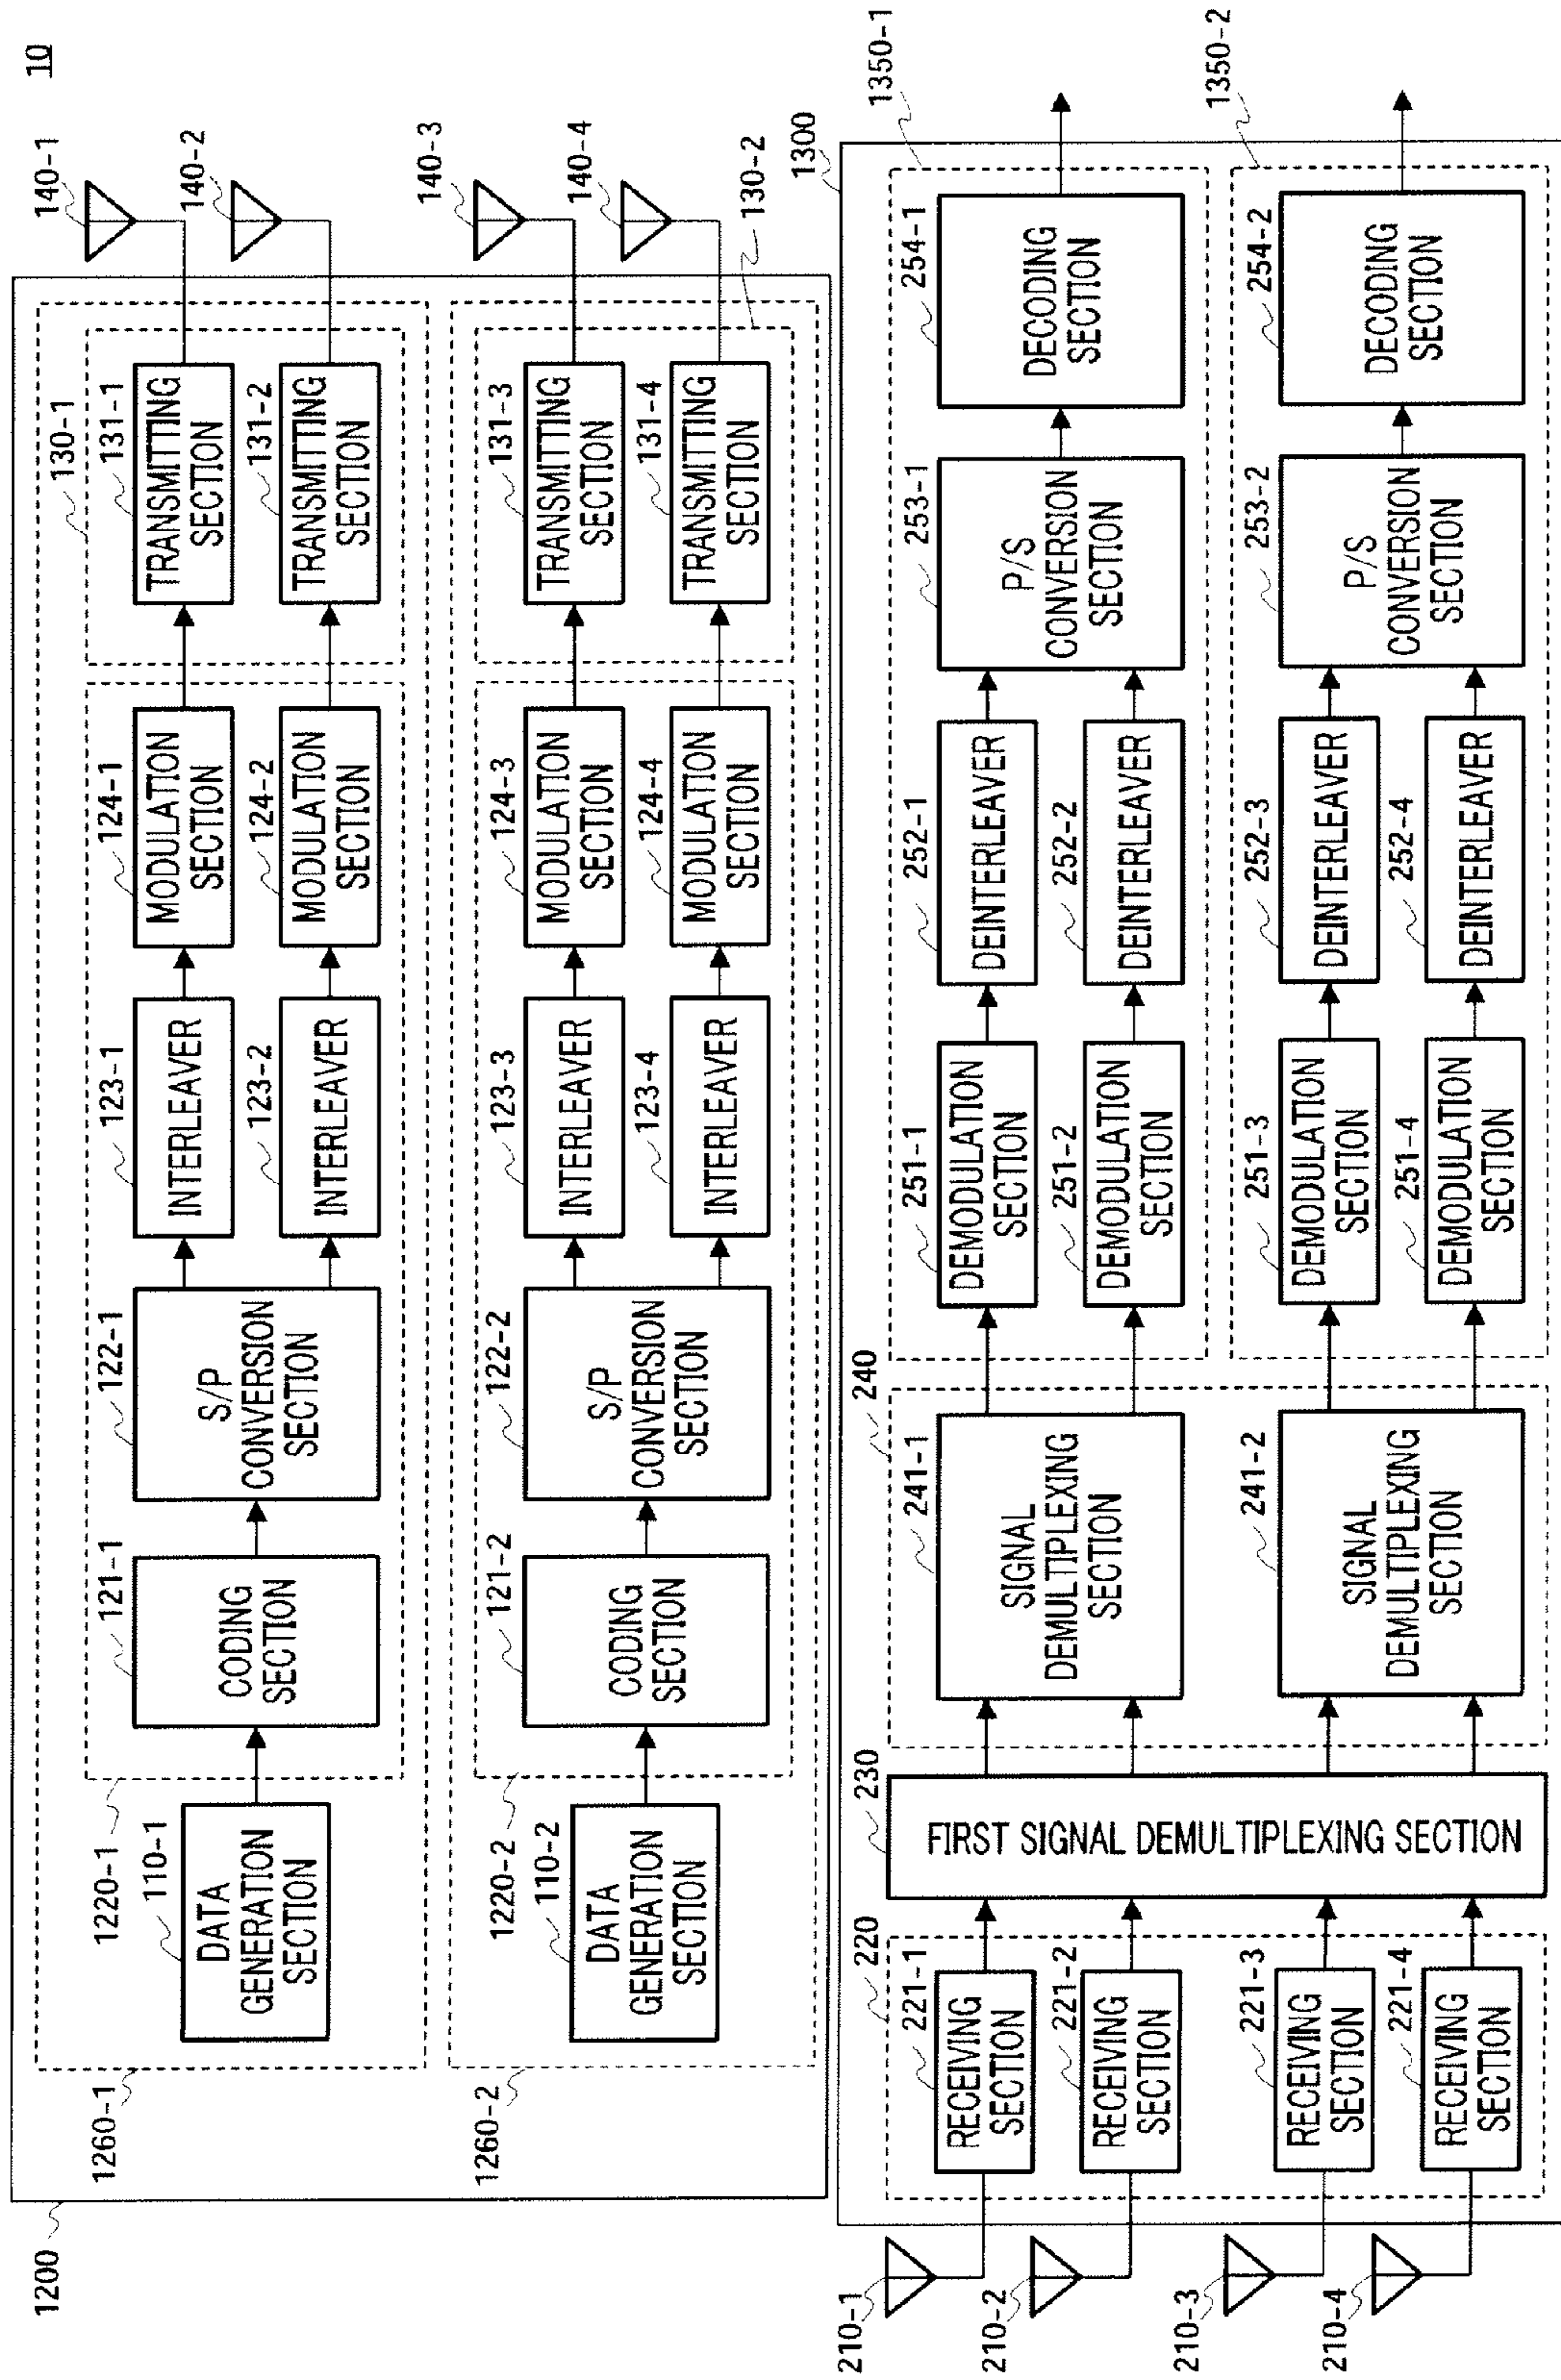 10
1200
1260-1
110-1
DATA
GENERATION
SECTION
1220-1
121-1
CODING
SECTION
122-1
S/P
CONVERSION
SECTION
123-1
INTERLEAVER
123-2
INTERLEAVER
124-1
MODULATION
SECTION
124-2
MODULATION
SECTION
130-1
131-1
TRANSMITTING
SECTION
131-2
TRANSMITTING
SECTION
140-1
140-2
1260-2
110-2
DATA
GENERATION
SECTION
1220-2
121-2
CODING
SECTION
122-2
S/P
CONVERSION
SECTION
123-3
INTERLEAVER
123-4
INTERLEAVER
124-3
MODULATION
SECTION
124-4
MODULATION
SECTION
131-3
TRANSMITTING
SECTION
131-4
TRANSMITTING
SECTION
130-2
140-3
140-4
1300
210-1
210-2
210-3
210-4
220
221-1
RECEIVING
SECTION
221-2
RECEIVING
SECTION
221-3
RECEIVING
SECTION
221-4
RECEIVING
SECTION
230
FIRST SIGNAL DEMULTIPLEXING SECTION
240
241-1
SIGNAL
DEMULTIPLEXING
SECTION
241-2
SIGNAL
DEMULTIPLEXING
SECTION
1350-1
251-1
DEMODULATION
SECTION
251-2
DEMODULATION
SECTION
252-1
DEINTERLEAVER
252-2
DEINTERLEAVER
253-1
P/S
CONVERSION
SECTION
254-1
DECODING
SECTION
1350-2
251-3
DEMODULATION
SECTION
251-4
DEMODULATION
SECTION
252-3
DEINTERLEAVER
252-4
DEINTERLEAVER
253-2
P/S
CONVERSION
SECTION
254-2
DECODING
SECTION